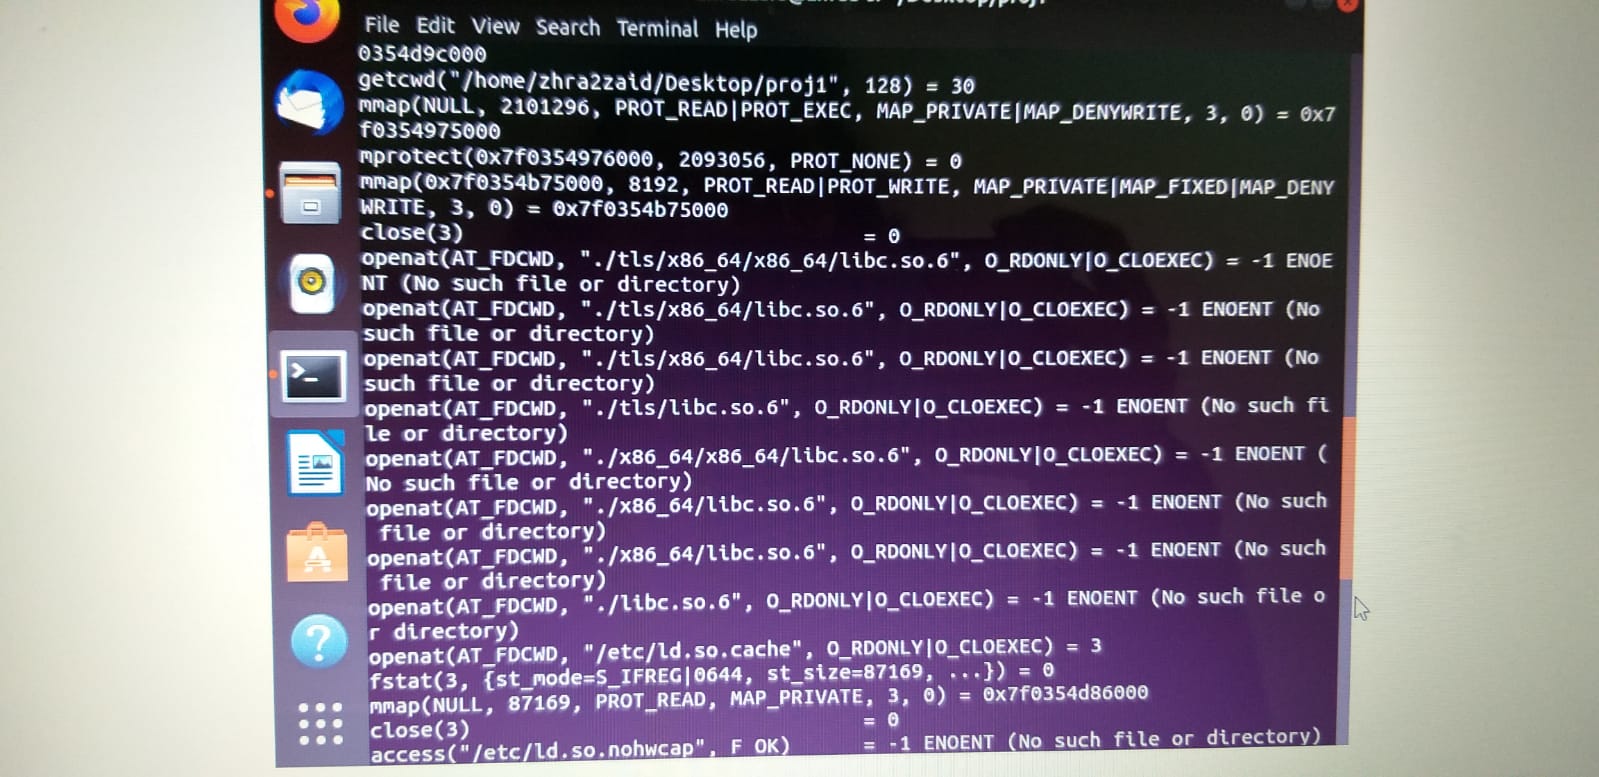 File Edit View Search Terminal Help
0354d9c000
getcwd("/home/zhra2zaid/Desktop/proj1", 128) = 30
mmap(NULL, 2101296, PROT_READ|PROT_EXEC, MAP_PRIVATE|MAP_DENYWRITE, 3, 0) = 0x7
f0354975000
mprotect(0x7f0354976000, 2093056, PROT_NONE) = 0
mmap(0x7f0354b75000, 8192, PROT_READ|PROT_WRITE, MAP_PRIVATE|MAP_FIXED|MAP_DENY
WRITE, 3, 0) = 0x7f0354b75000
close(3) = 0
openat(AT_FDCWD, "./tls/x86_64/x86_64/libc.so.6", O_RDONLY|O_CLOEXEC) = -1 ENOE
NT (No such file or directory)
openat(AT_FDCWD, "./tls/x86_64/libc.so.6", O_RDONLY|O_CLOEXEC) = -1 ENOENT (No
such file or directory)
openat(AT_FDCWD, "./tls/x86_64/libc.so.6", O_RDONLY|O_CLOEXEC) = -1 ENOENT (No
such file or directory)
openat(AT_FDCWD, "./tls/libc.so.6", O_RDONLY|O_CLOEXEC) = -1 ENOENT (No such fi
le or directory)
openat(AT_FDCWD, "./x86_64/x86_64/libc.so.6", O_RDONLY|O_CLOEXEC) = -1 ENOENT (
No such file or directory)
openat(AT_FDCWD, "./x86_64/libc.so.6", O_RDONLY|O_CLOEXEC) = -1 ENOENT (No such
file or directory)
openat(AT_FDCWD, "./x86_64/libc.so.6", O_RDONLY|O_CLOEXEC) = -1 ENOENT (No such
file or directory)
openat(AT_FDCWD, "./libc.so.6", O_RDONLY|O_CLOEXEC) = -1 ENOENT (No such file o
r directory)
openat(AT_FDCWD, "/etc/ld.so.cache", O_RDONLY|O_CLOEXEC) = 3
fstat(3, {st_mode=S_IFREG|0644, st_size=87169, ...}) = 0
mmap(NULL, 87169, PROT_READ, MAP_PRIVATE, 3, 0) = 0x7f0354d86000
close(3) = 0
access("/etc/ld.so.nohwcap", F_OK) = -1 ENOENT (No such file or directory)